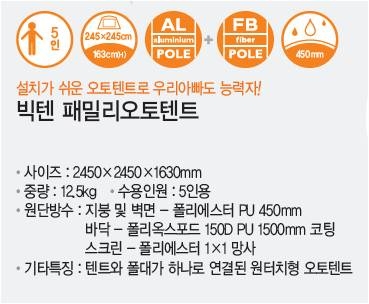 5
인
245×245cm
163cm(H)
AL
aluminium
POLE
+
FB
fiber
POLE
450mm
설치가 쉬운 오토텐트로 우리아빠도 능력자!
빅텐 패밀리오토텐트
• 사이즈 : 2450×2450×1630mm
• 중량 : 12.5kg • 수용인원 : 5인용
• 원단방수 : 지붕 및 벽면 – 폴리에스터 PU 450mm
바닥 – 폴리옥스포드 150D PU 1500mm 코팅
스크린 – 폴리에스터 1×1 망사
• 기타특징 : 텐트와 폴대가 하나로 연결된 원터치형 오토텐트